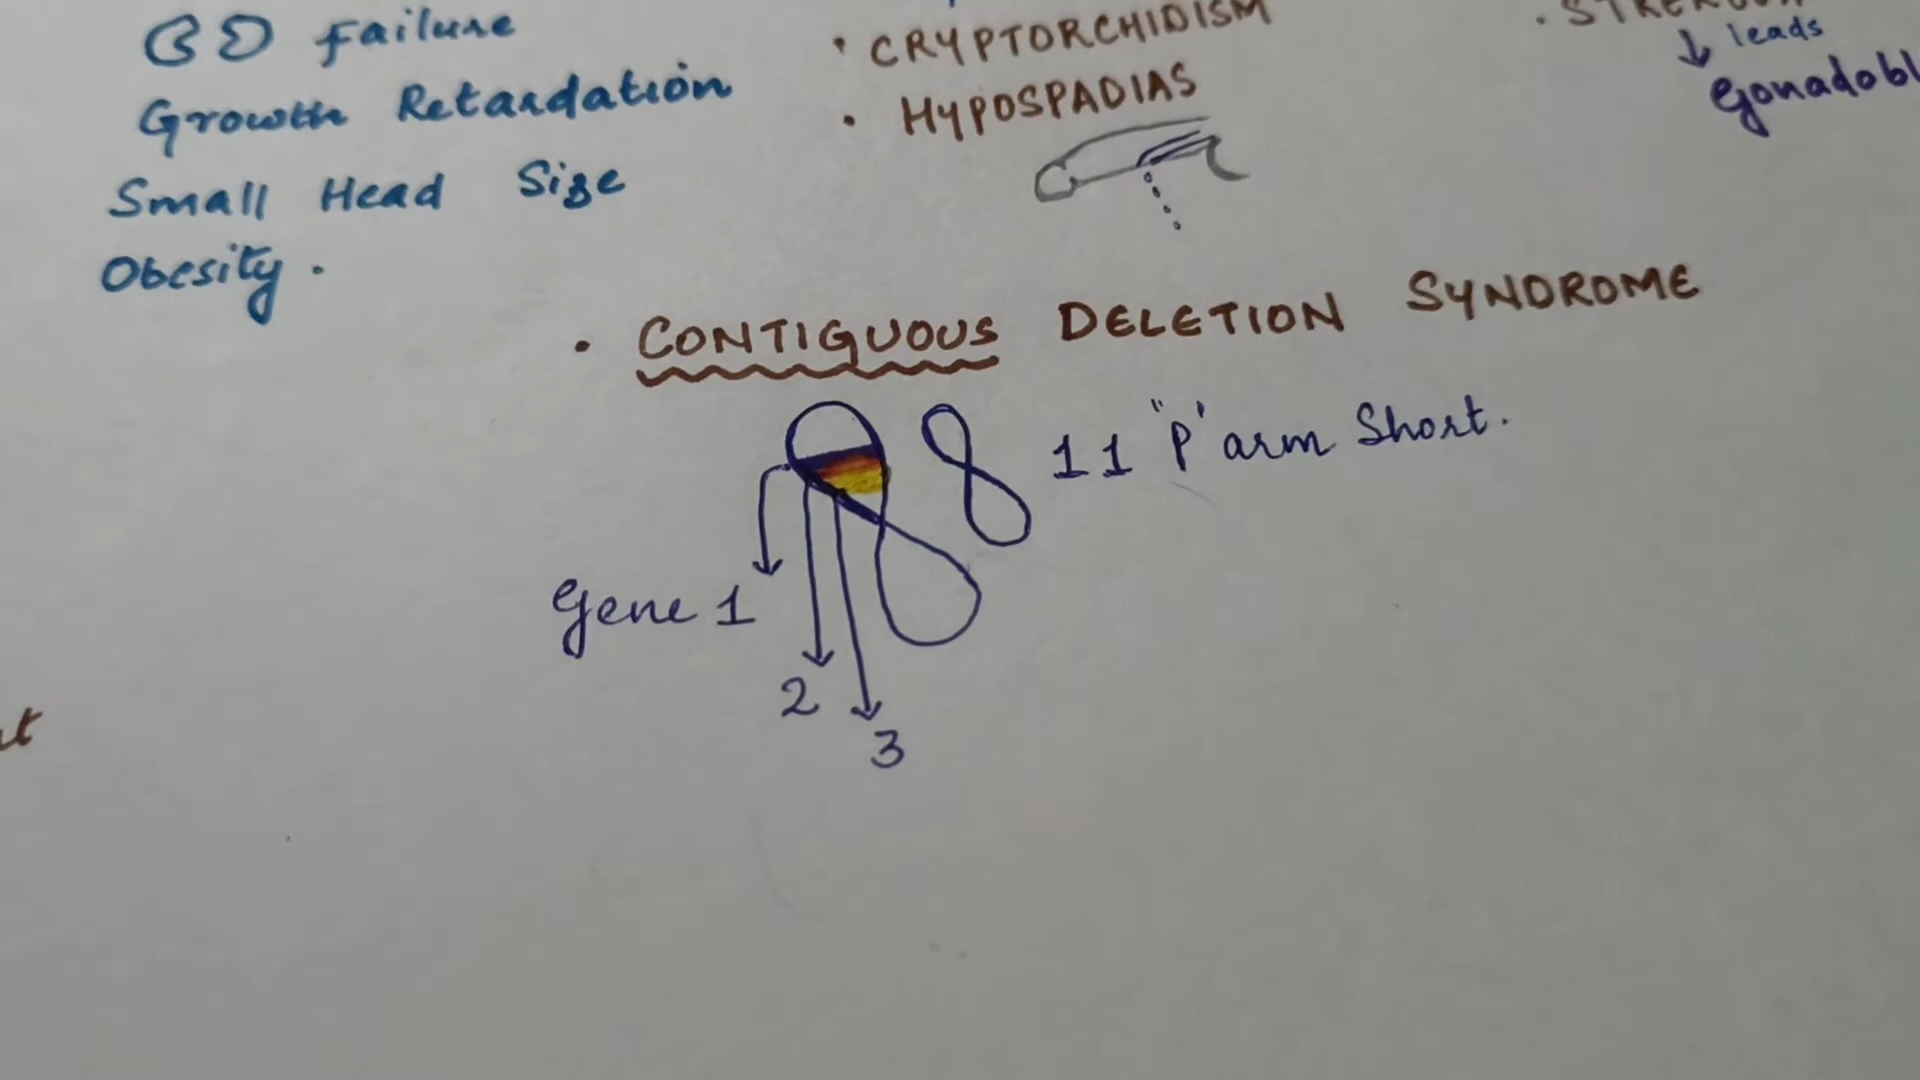 Failure
Growth Retardation
Small Head Size
Obesity.
• CRYPTORCHIDISM
• HYPOSPADIAS
leads
Gonadobl
• CONTIGUOUS DELETION SYNDROME
11 "P" arm Short.
Gene 1
2
3